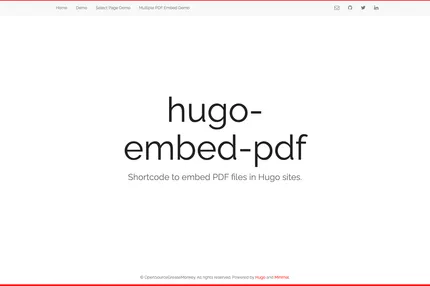 Home Demo Select Page Demo Multiple PDF Embed Demo
hugo-
embed-pdf
Shortcode to embed PDF files in Hugo sites.
© OpenSourceGreaseMonkey. All rights reserved. Powered by Hugo and Minimal